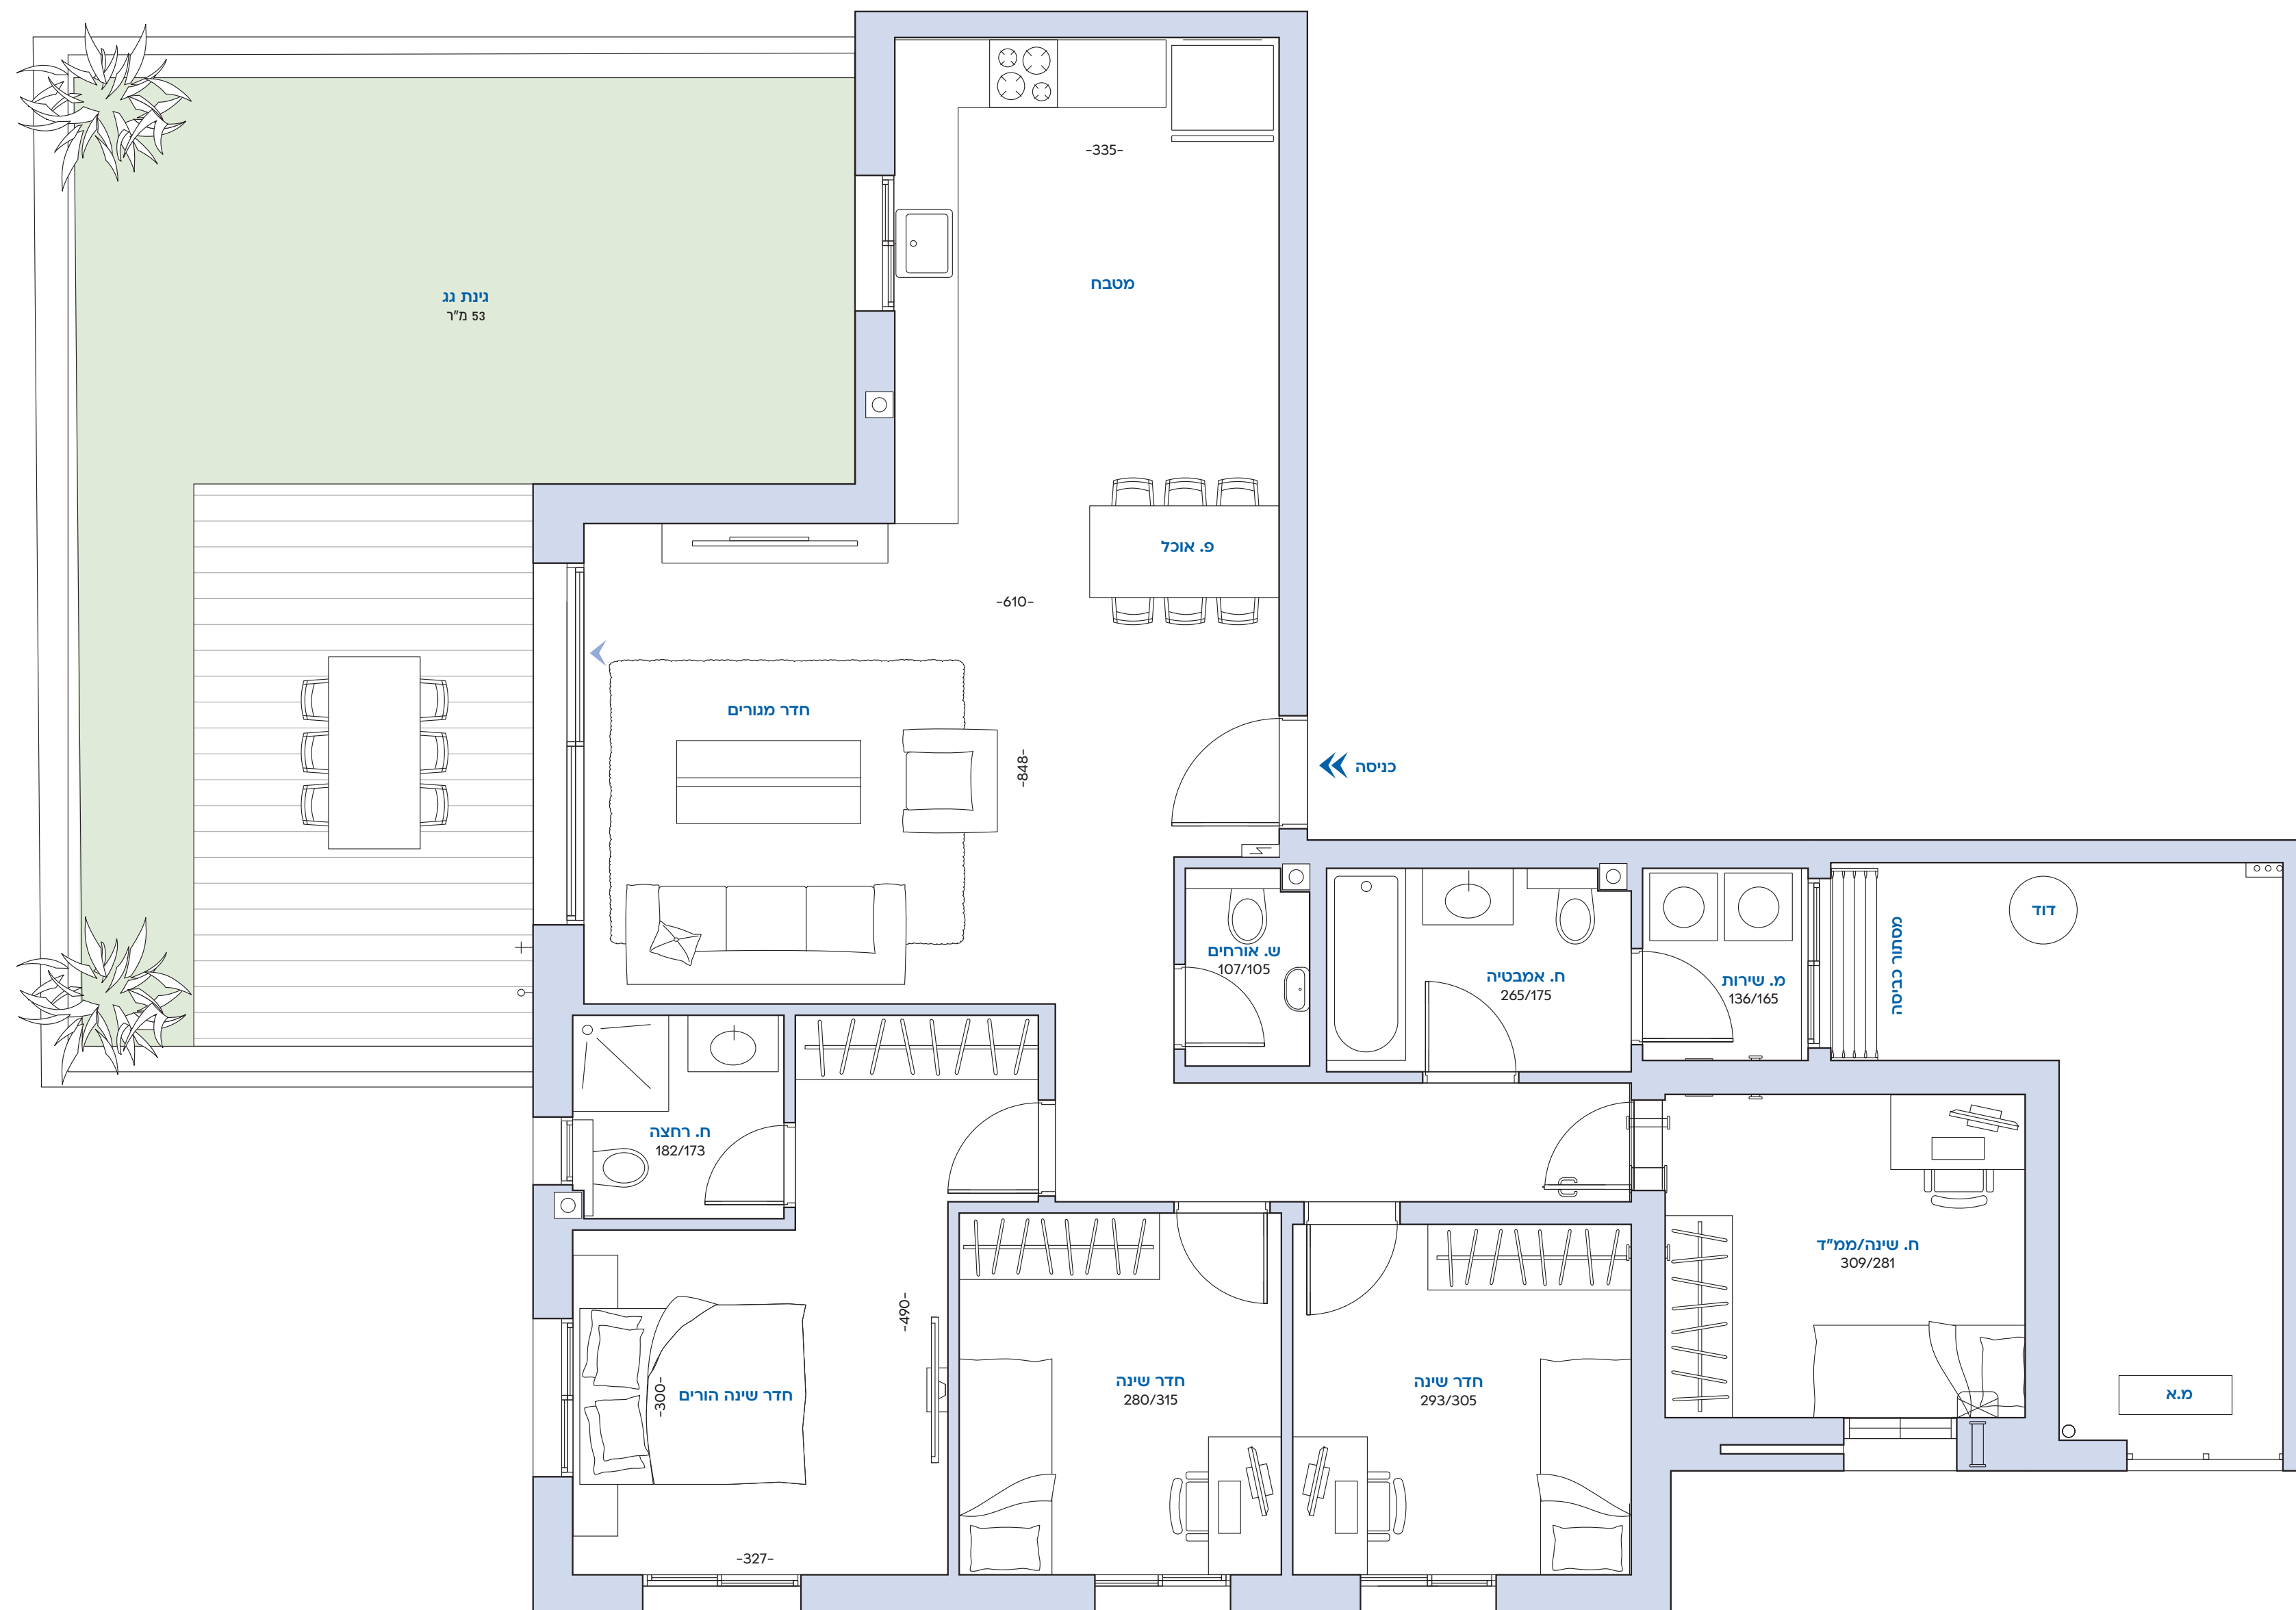 -335-
מטבח
גינת גג
53 מ"ר
פ. אוכל
-610-
חדר מגורים
-848-
כניסה
ש. אורחים
107/105
ח. אמבטיה
265/175
מ. שירות
136/165
מסתור כביסה
דוד
ח. רחצה
182/173
ח. שינה/ממ"ד
309/281
-490-
-300-
חדר שינה הורים
-327-
חדר שינה
280/315
חדר שינה
293/305
מ.א